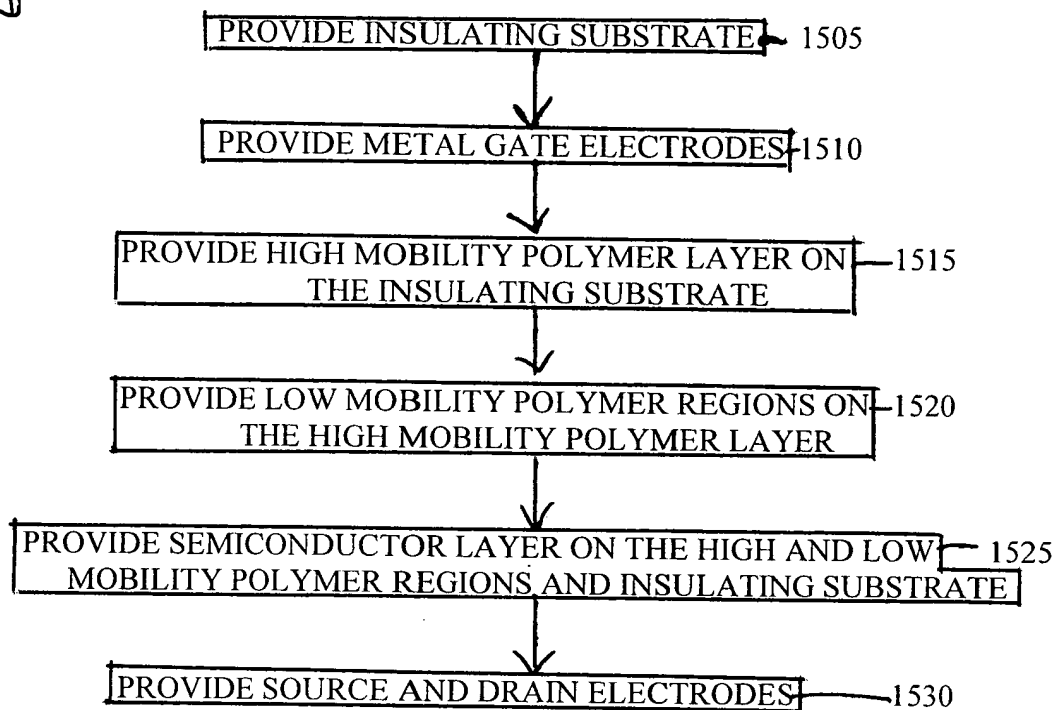 PROVIDE INSULATING SUBSTRATE 1505
PROVIDE METAL GATE ELECTRODES 1510
PROVIDE HIGH MOBILITY POLYMER LAYER ON 1515
THE INSULATING SUBSTRATE
PROVIDE LOW MOBILITY POLYMER REGIONS ON 1520
THE HIGH MOBILITY POLYMER LAYER
PROVIDE SEMICONDUCTOR LAYER ON THE HIGH AND LOW 1525
MOBILITY POLYMER REGIONS AND INSULATING SUBSTRATE
PROVIDE SOURCE AND DRAIN ELECTRODES 1530